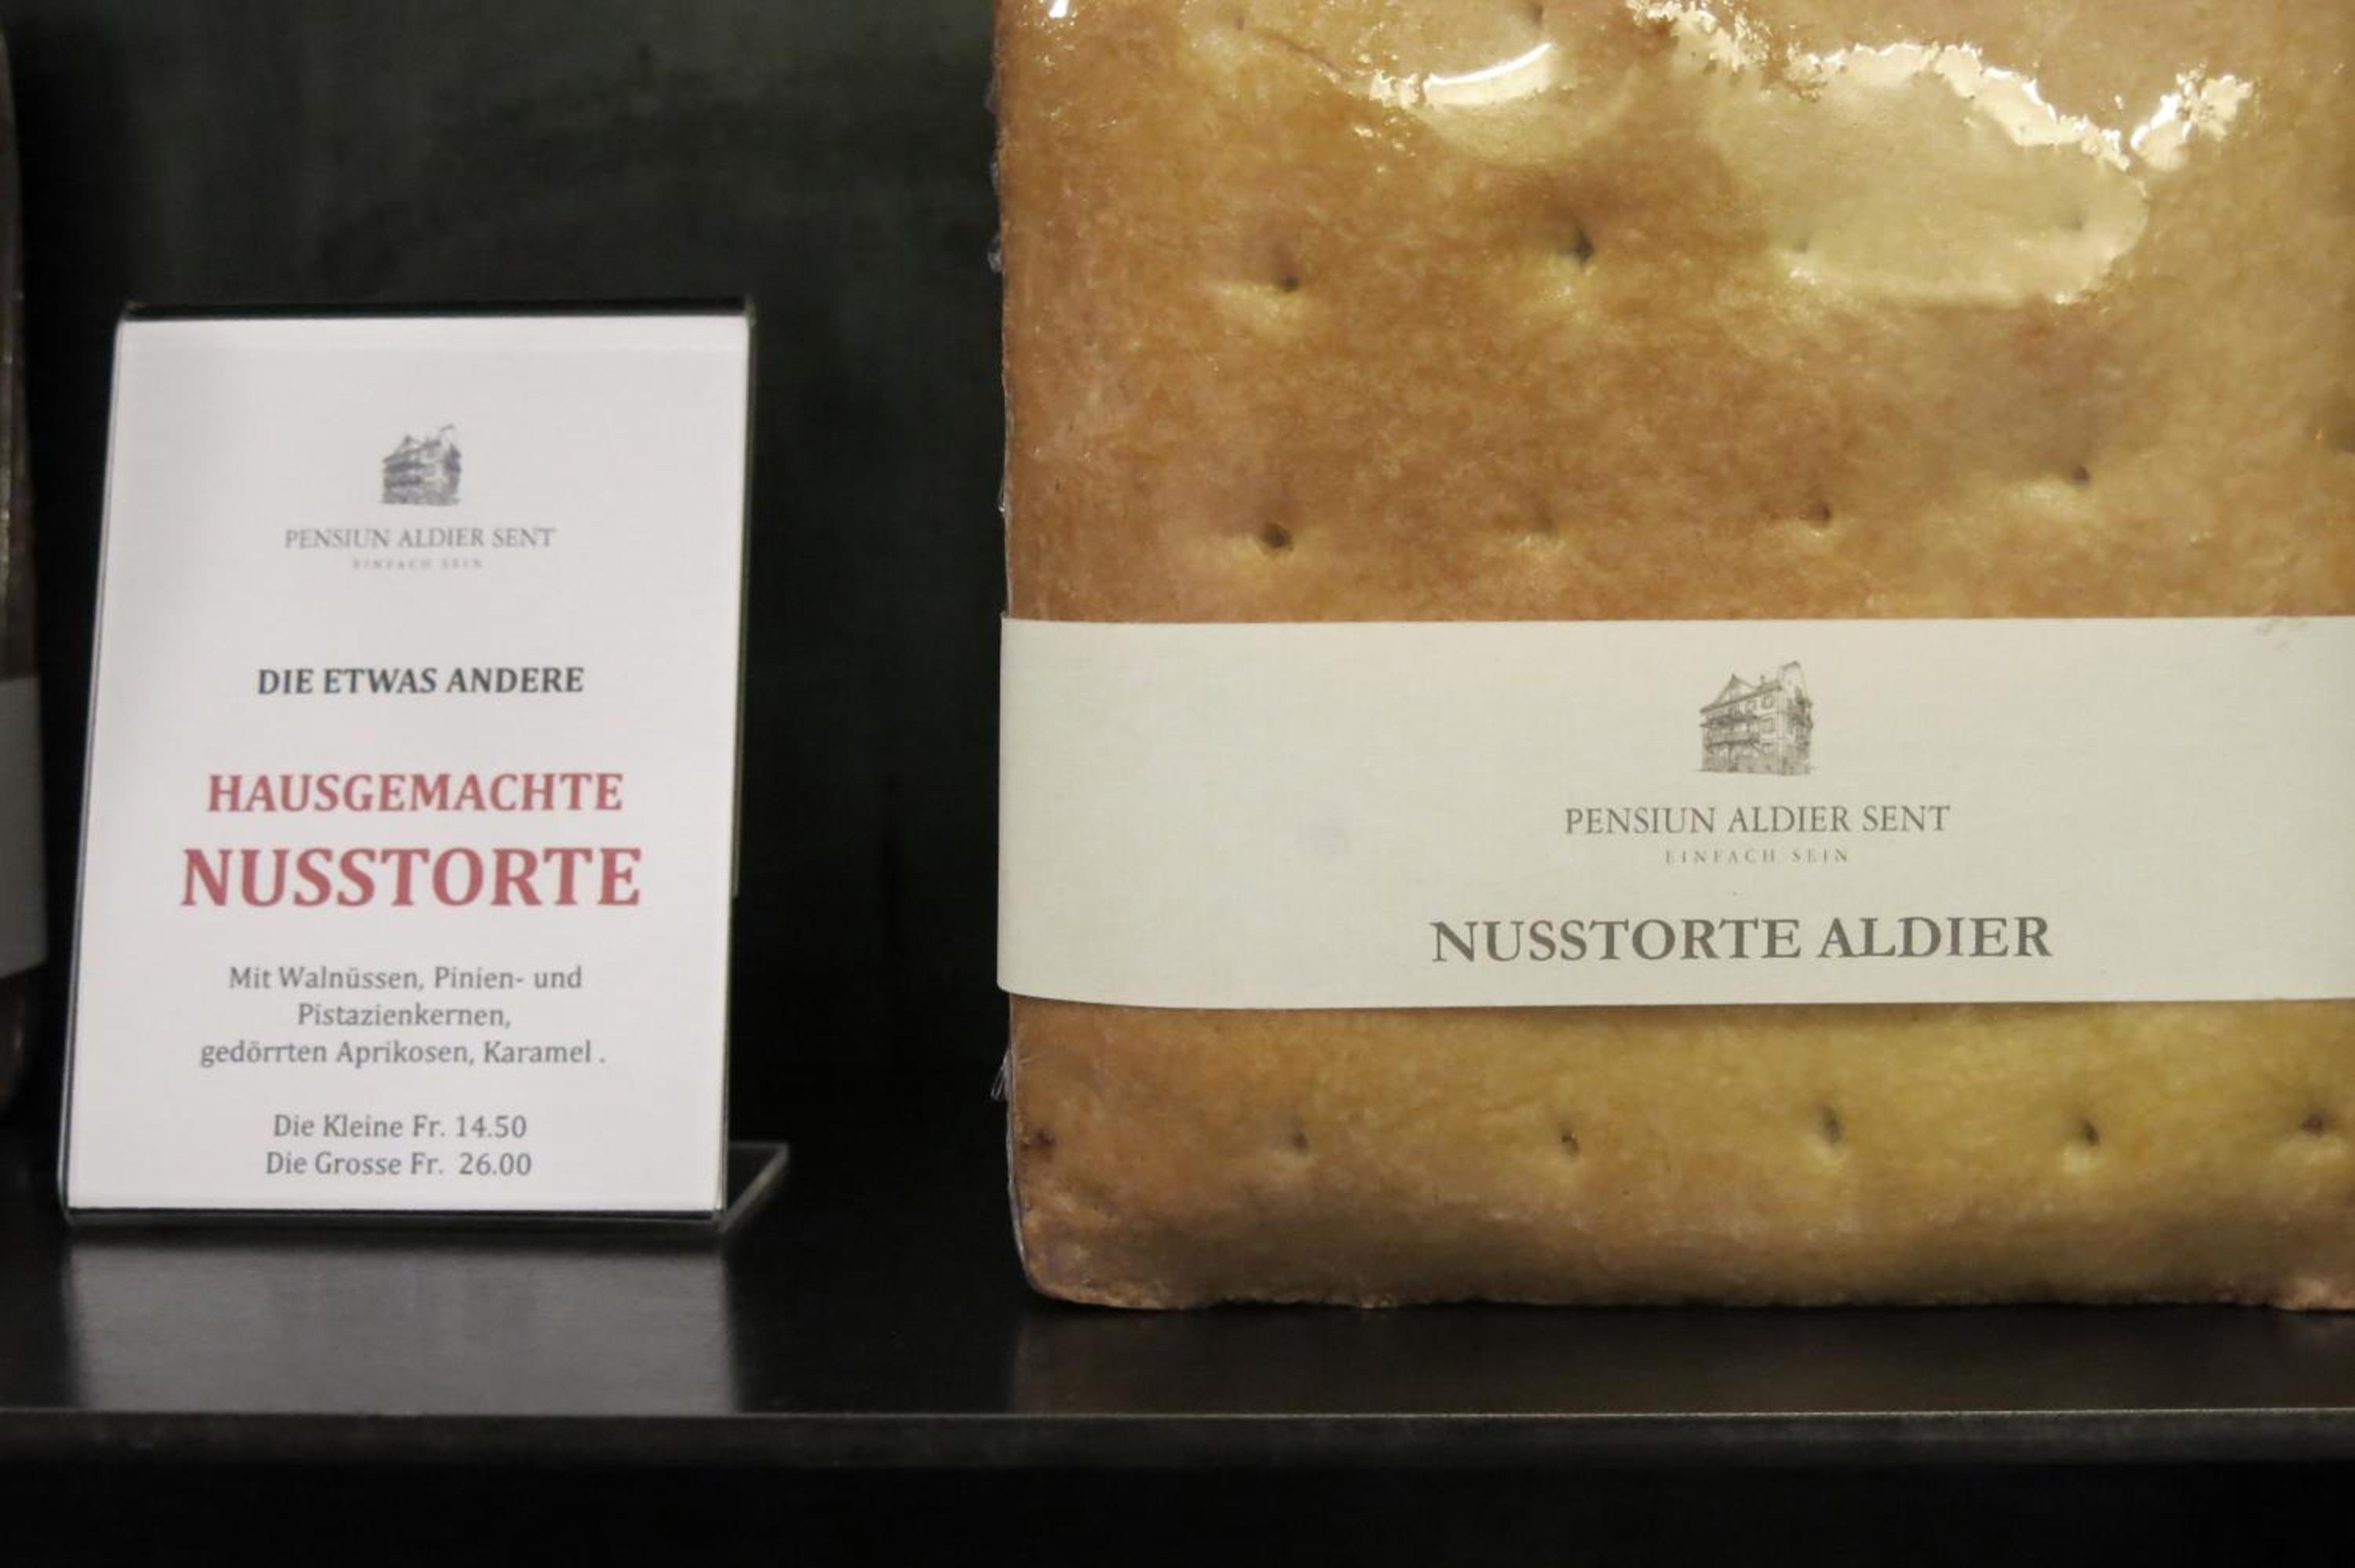 PENSIUN ALDIER SENT
EINFACH SEIN
DIE ETWAS ANDERE
HAUSGEMACHTE
NUSSTORTE
Mit Walnüssen, Pinien- und
Pistazienkernen,
gedörrten Aprikosen, Karamel .
Die Kleine Fr. 14.50
Die Grosse Fr. 26.00
PENSIUN ALDIER SENT
EINFACH SEIN
NUSSTORTE ALDIER